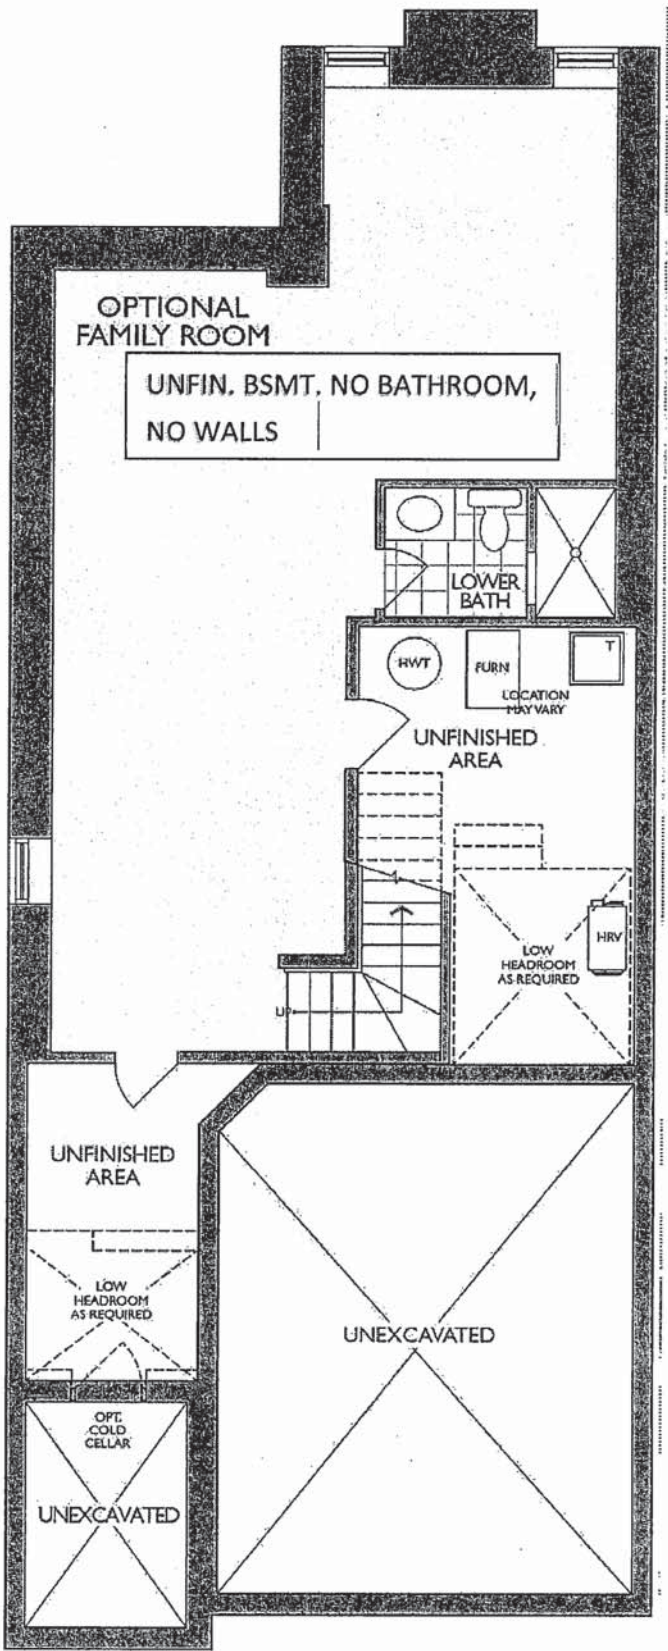 OPTIONAL
FAMILY ROOM
UNFIN. BSMT. NO BATHROOM,
NO WALLS
LOWER
BATH
HWT
FURN
T
LOCATION
MAY VARY
UNFINISHED
AREA
LOW
HEADROOM
AS REQUIRED
HRV
UP
UNFINISHED
AREA
LOW
HEADROOM
AS REQUIRED
UNEXCAVATED
OPT.
COLD
CELLAR
UNEXCAVATED